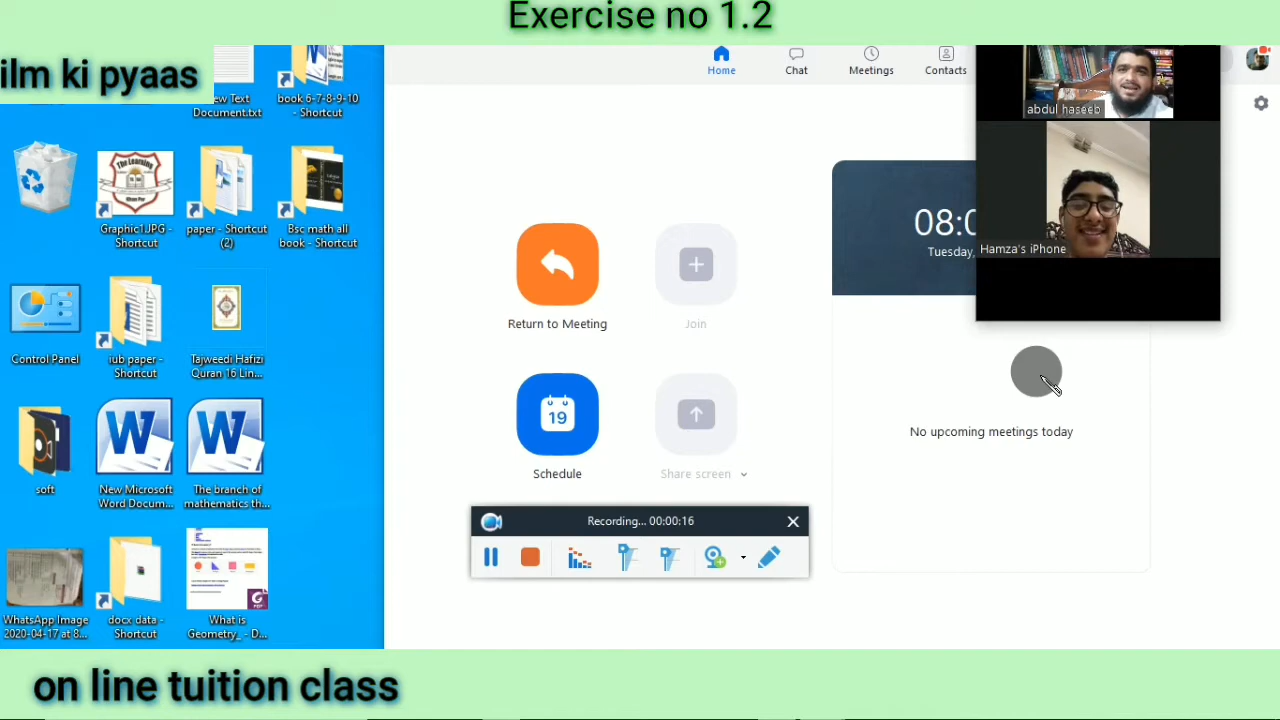 Exercise no 1.2
ilm ki pyaas
Home
Chat
Meetings
Contacts
abdul haseeb
Hamza's iPhone
Text
Document.txt
book 6-7-8-9-10
- Shortcut
The Learning
Graphic1.JPG -
Shortcut
paper - Shortcut
(2)
Bsc math all
book - Shortcut
08:0
Tuesday,
Return to Meeting
Join
Control Panel
iub paper -
Shortcut
Tajweedi Hafizi
Quran 16 Lin...
No upcoming meetings today
19
Schedule
Share screen
soft
New Microsoft
Word Docum...
The branch of
mathematics th...
Recording... 00:00:16
WhatsApp Image
2020-04-17 at 8...
docx data -
Shortcut
What is
Geometry_ - D...
on line tuition class